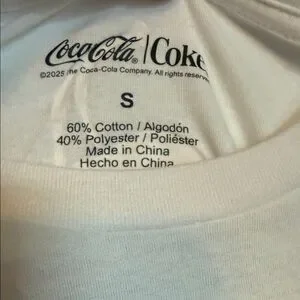 Coca-Cola® | Coke
©2025 The Coca-Cola Company. All rights reserved
S
60% Cotton / Algodón
40% Polyester / Poliéster
Made in China
Hecho en China